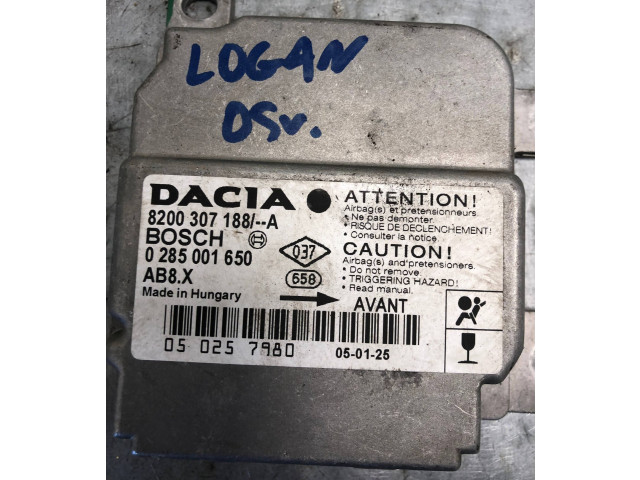 LOGAN
05v.
DACIA
8200 307 188/--A
BOSCH
0 285 001 650
AB8.X
Made in Hungary
037
658
ATTENTION!
Airbag(s) et pretensionneurs
• Ne pas demonter.
• RISQUE DE DECLENCHEMENT!
• Consulter la notice.
CAUTION!
Airbag(s) and pretensioners.
• Do not remove.
• TRIGGERING HAZARD!
• Read manual.
AVANT
05 025 7980
05-01-25